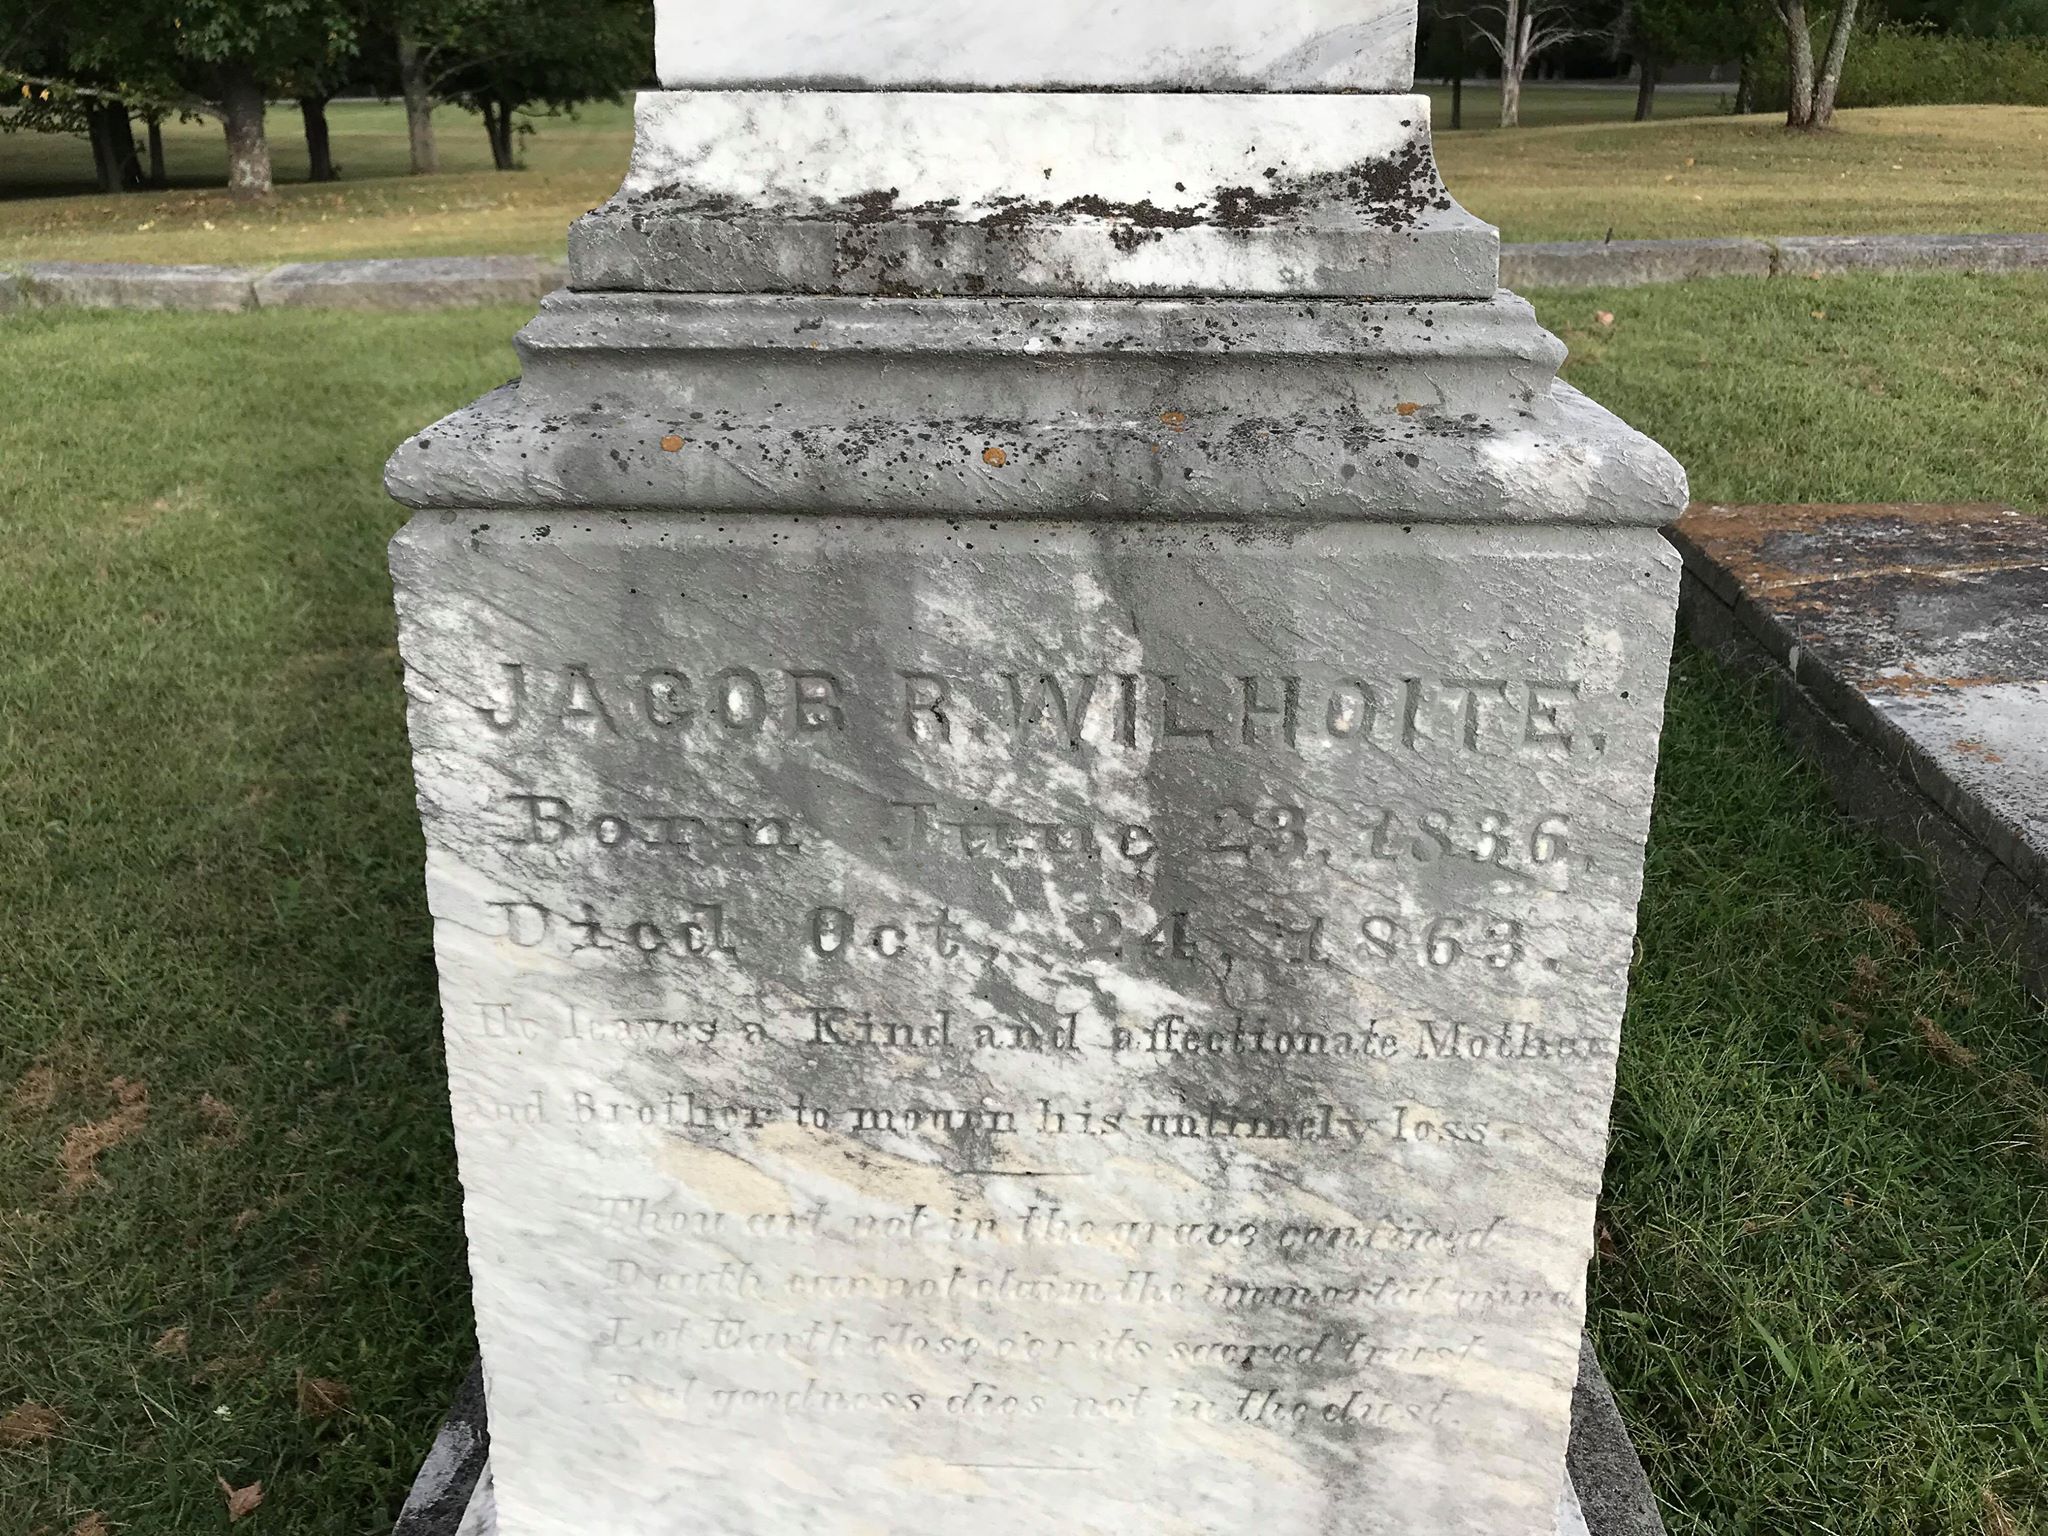 JACOB R. WILHOITE,
Born June 23, 1836.
Died Oct. 24, 1863.
He leaves a Kind and affectionate Mother
and Brother to mourn his untimely loss.
Thou art not in the grave confined
Death cannot claim the immortal mind
Let Earth close o'er its sacred trust
But goodness dies not in the dust.